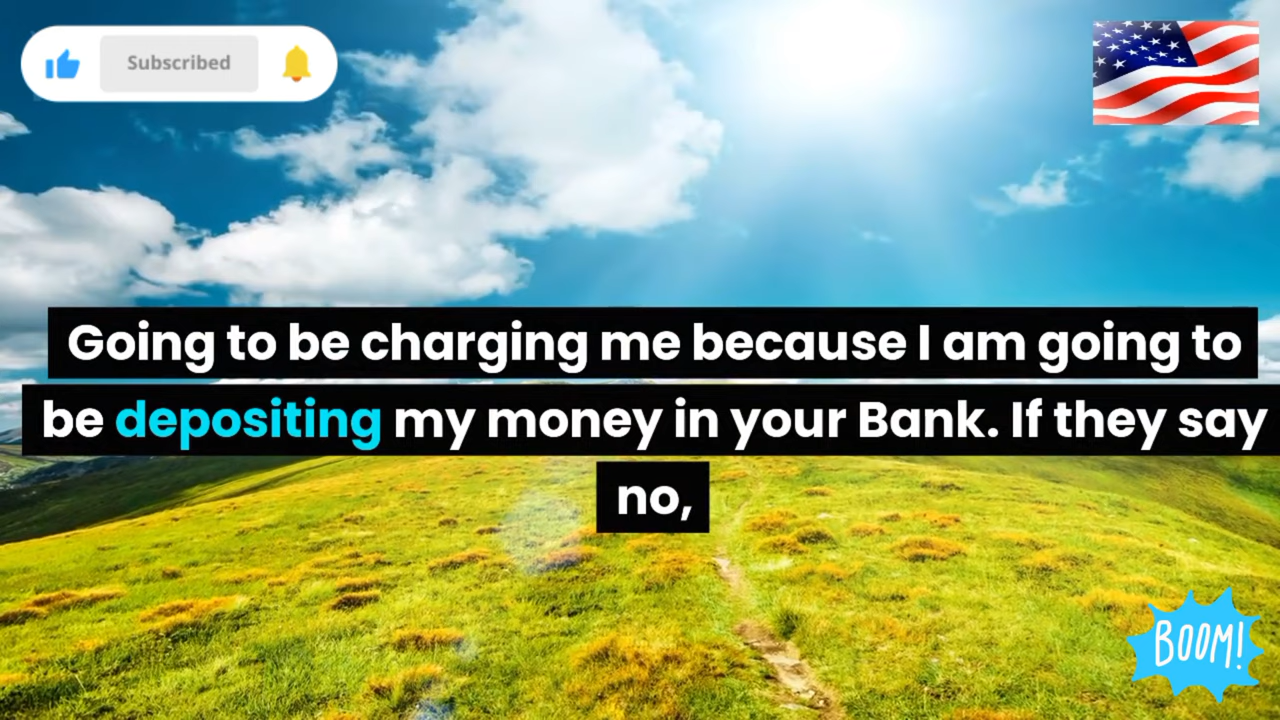 Subscribed
Going to be charging me because I am going to
be depositing my money in your Bank. If they say
no,
BOOM!